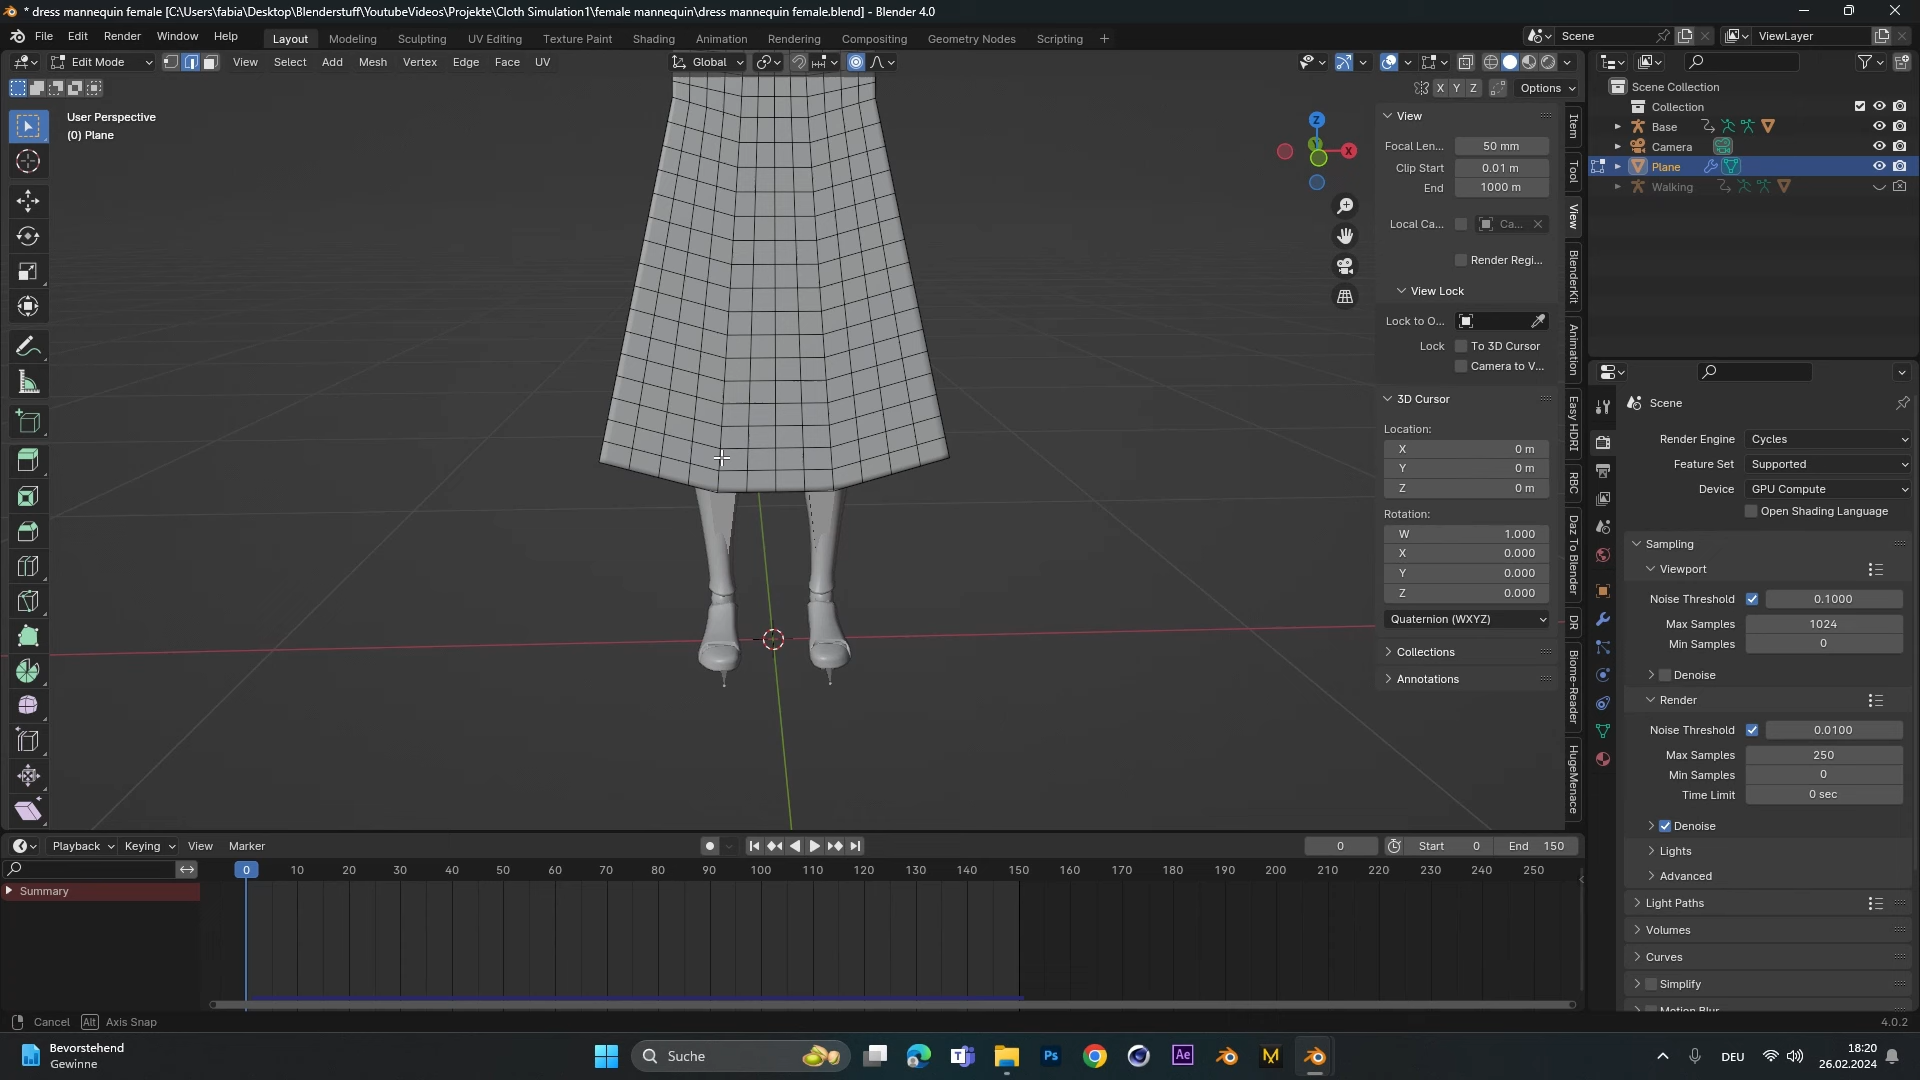 * dress mannequin female [C:\Users\fabia\Desktop\Blenderstuff\YoutubeVideos\Projekte\Cloth Simulation1\female mannequin\dress mannequin female.blend] - Blender 4.0
File Edit Render Window Help Layout Modeling Sculpting UV Editing Texture Paint Shading Animation Rendering Compositing Geometry Nodes Scripting + Scene ViewLayer
Edit Mode View Select Add Mesh Vertex Edge Face UV Global
X Y Z Options
User Perspective
(0) Plane
Z
X
View
Focal Len... 50 mm
Clip Start 0.01 m
End 1000 m
Local Ca... Ca...
Render Regi...
View Lock
Lock to O...
Lock To 3D Cursor
Camera to V...
3D Cursor
Location:
X 0 m
Y 0 m
Z 0 m
Rotation:
W 1.000
X 0.000
Y 0.000
Z 0.000
Quaternion (WXYZ)
Collections
Annotations
Item
Tool
View
BlenderKit
Animation
Easy HDRI
RBC
Daz To Blender
DR
Biome-Reader
HugeMenace
Scene Collection
Collection
Base
Camera
Plane
Walking
Scene
Render Engine Cycles
Feature Set Supported
Device GPU Compute
Open Shading Language
Sampling
Viewport
Noise Threshold 0.1000
Max Samples 1024
Min Samples 0
Denoise
Render
Noise Threshold 0.0100
Max Samples 250
Min Samples 0
Time Limit 0 sec
Denoise
Lights
Advanced
Light Paths
Volumes
Curves
Simplify
Motion Blur
Playback Keying View Marker 0 Start 0 End 150
0 10 20 30 40 50 60 70 80 90 100 110 120 130 140 150 160 170 180 190 200 210 220 230 240 250
Summary
Cancel Alt Axis Snap 4.0.2
Bevorstehend
Gewinne
Suche
Ps
Ae
M
DEU
18:20
26.02.2024